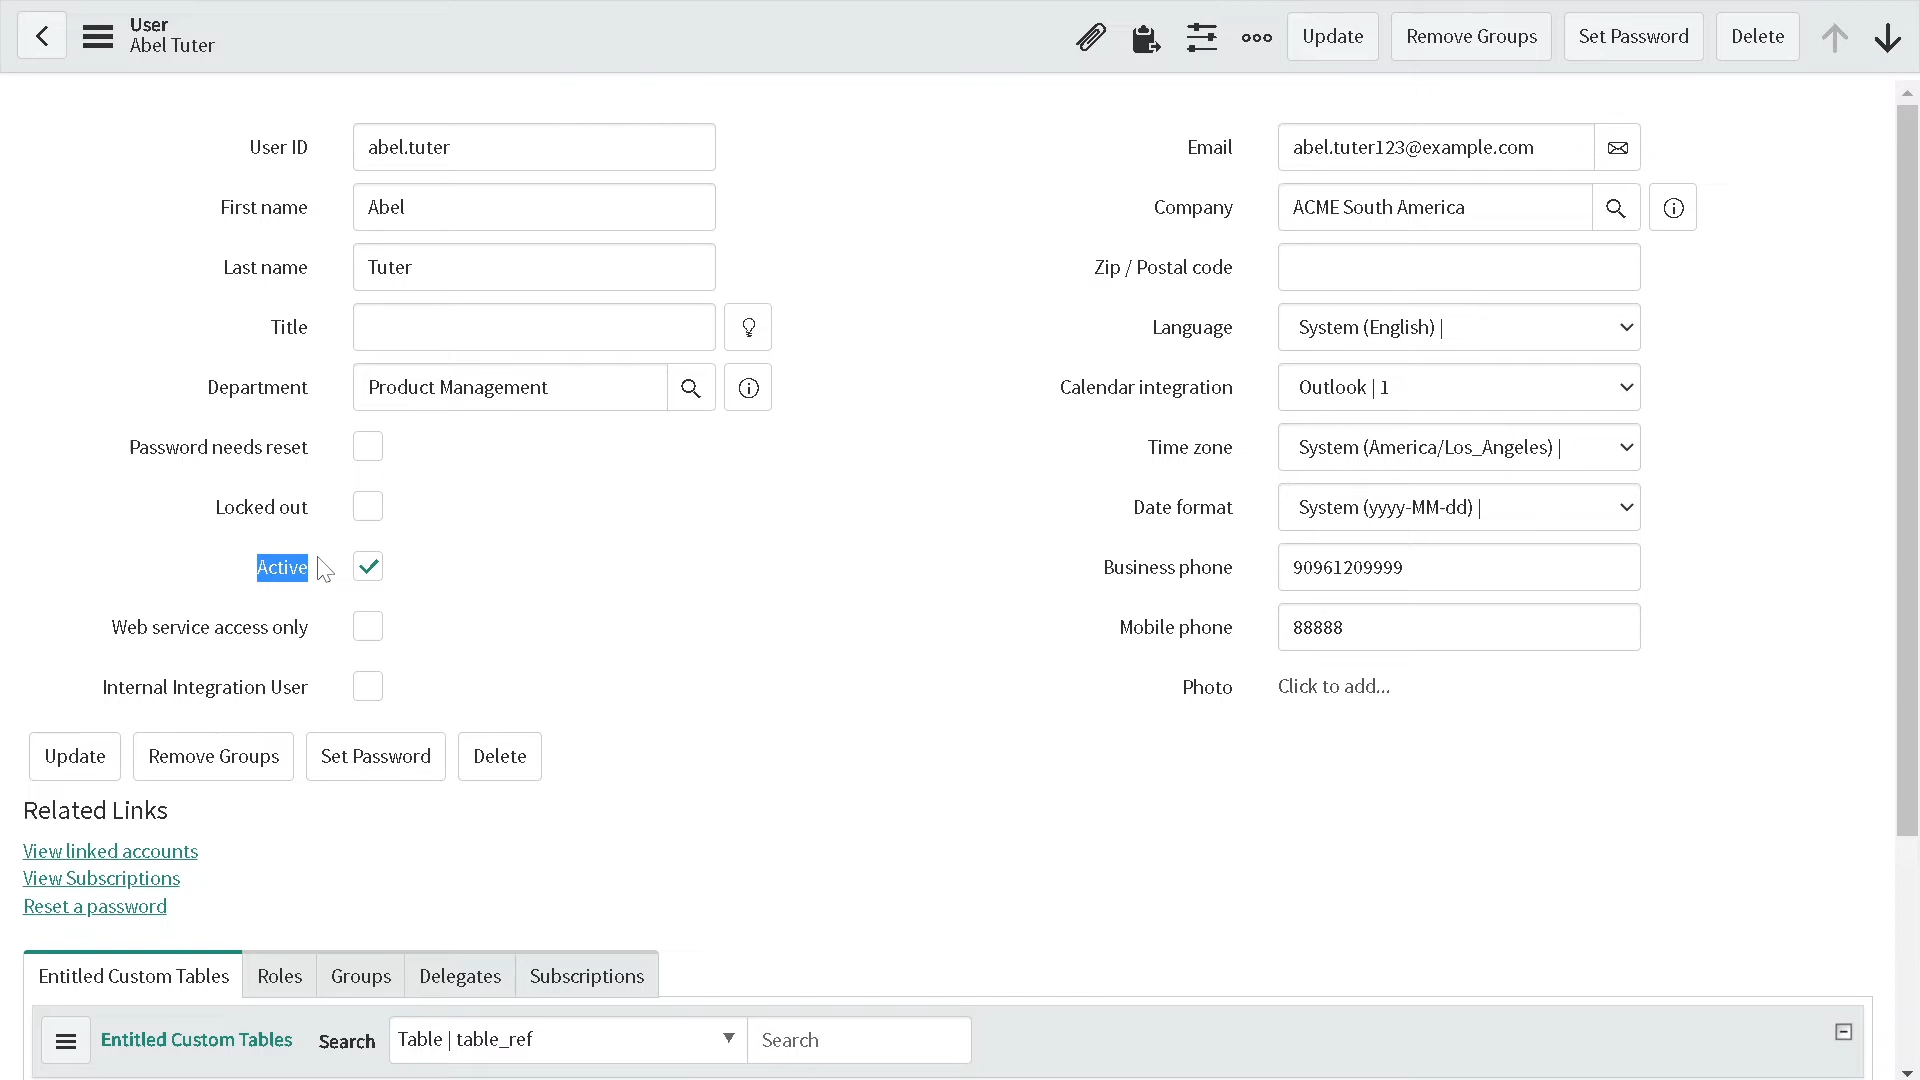 User
Abel Tuter
Update
Remove Groups
Set Password
Delete
User ID
abel.tuter
First name
Abel
Last name
Tuter
Title
Department
Product Management
Password needs reset
Locked out
Active
Web service access only
Internal Integration User
Email
abel.tuter123@example.com
Company
ACME South America
Zip / Postal code
Language
System (English) |
Calendar integration
Outlook | 1
Time zone
System (America/Los_Angeles) |
Date format
System (yyyy-MM-dd) |
Business phone
90961209999
Mobile phone
88888
Photo
Click to add...
Update
Remove Groups
Set Password
Delete
Related Links
View linked accounts
View Subscriptions
Reset a password
Entitled Custom Tables
Roles
Groups
Delegates
Subscriptions
Entitled Custom Tables
Search
Table | table_ref
Search